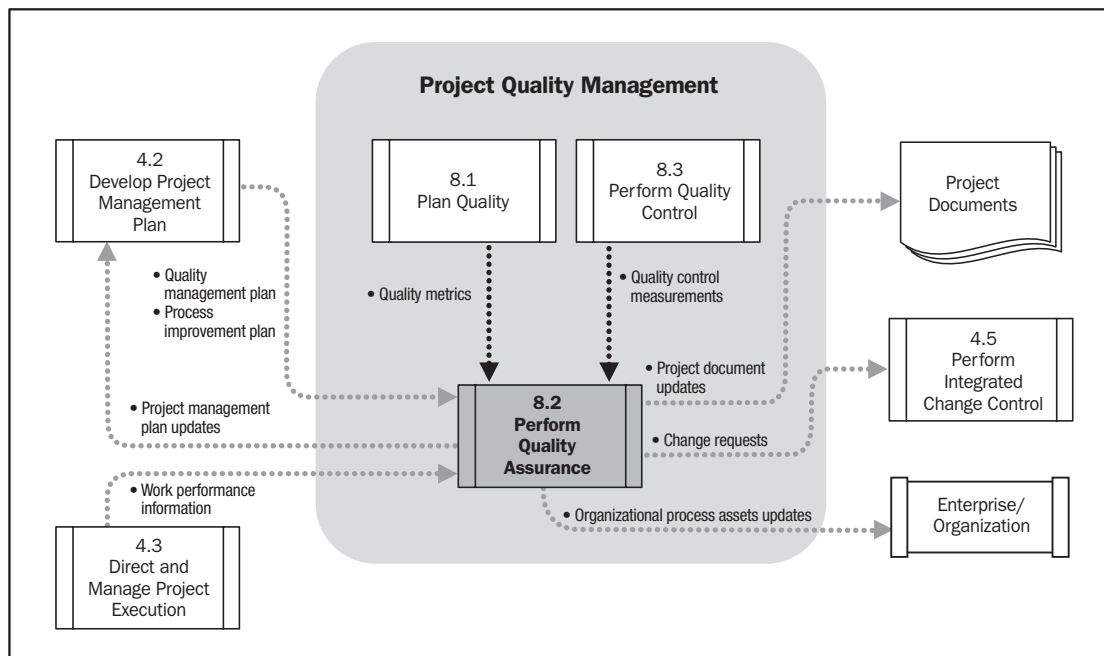 Project Quality Management
4.2
Develop Project
Management
Plan
8.1
Plan Quality
8.3
Perform Quality
Control
Project
Documents
• Quality
management plan
• Process
improvement plan
• Quality metrics
• Quality control
measurements
4.5
Perform
Integrated
Change Control
• Project document
updates
8.2
Perform
Quality
Assurance
• Project management
plan updates
• Change requests
• Work performance
information
• Organizational process assets updates
Enterprise/
Organization
4.3
Direct and
Manage Project
Execution